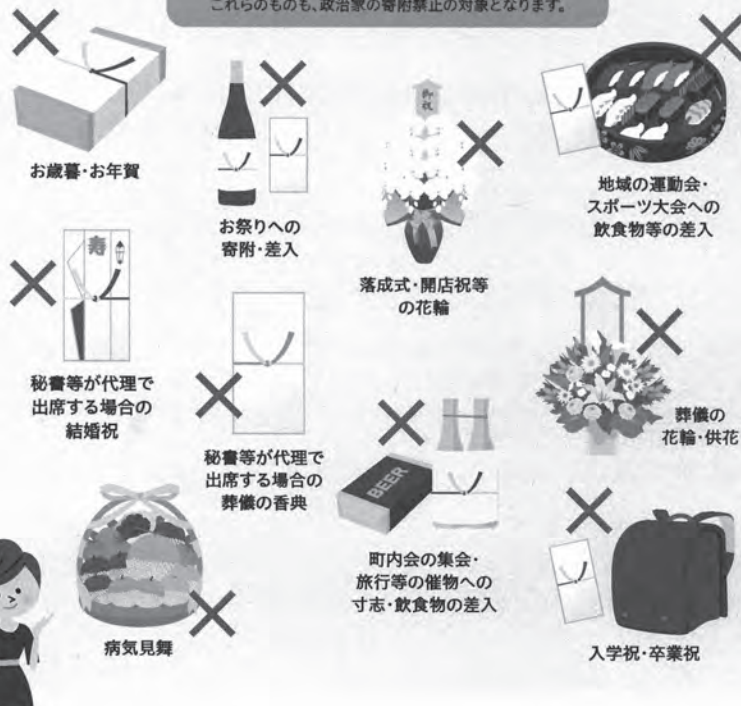 これらのものも、政治家の寄附禁止の対象となります。
お歳暮・お年賀
お祭りへの
寄附・差入
御祝
落成式・開店祝等
の花輪
地域の運動会・
スポーツ大会への
飲食物等の差入
寿
秘書等が代理で
出席する場合の
結婚祝
秘書等が代理で
出席する場合の
葬儀の香典
BEER
町内会の集会・
旅行等の催物への
寸志・飲食物の差入
葬儀の
花輪・供花
病気見舞
入学祝・卒業祝